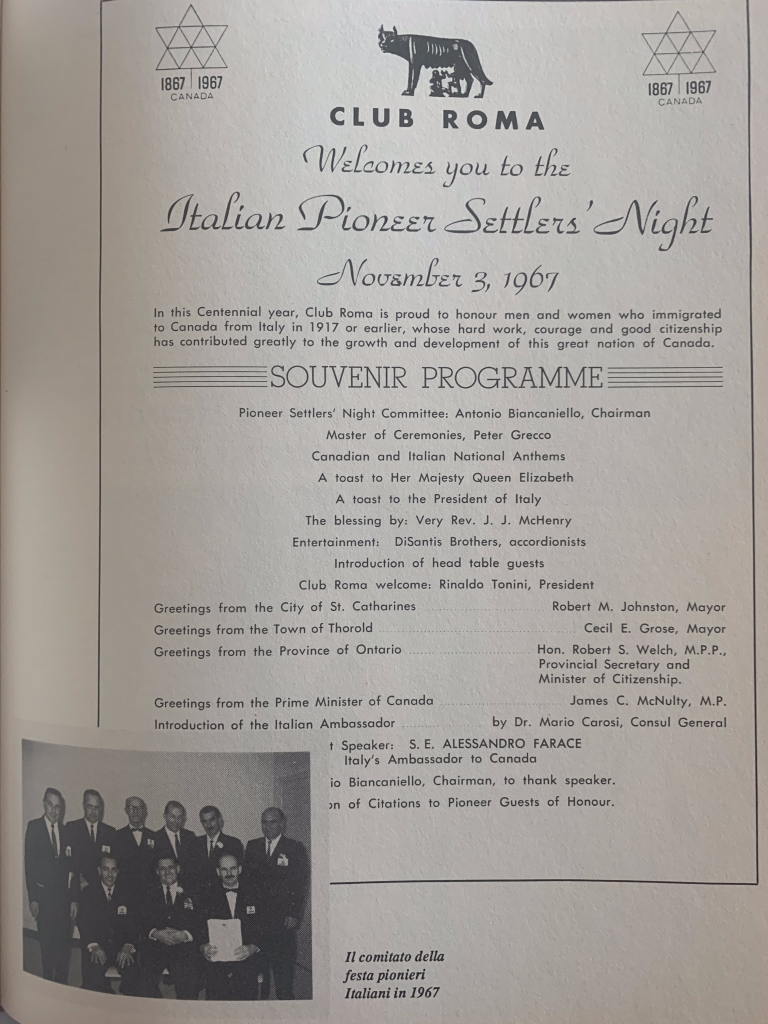 1867 | 1967
CANADA
1867 | 1967
CANADA
CLUB ROMA
Welcomes you to the
Italian Pioneer Settlers' Night
November 3, 1967
In this Centennial year, Club Roma is proud to honour men and women who immigrated
to Canada from Italy in 1917 or earlier, whose hard work, courage and good citizenship
has contributed greatly to the growth and development of this great nation of Canada.
SOUVENIR PROGRAMME
Pioneer Settlers' Night Committee: Antonio Biancaniello, Chairman
Master of Ceremonies, Peter Grecco
Canadian and Italian National Anthems
A toast to Her Majesty Queen Elizabeth
A toast to the President of Italy
The blessing by: Very Rev. J. J. McHenry
Entertainment: DiSantis Brothers, accordionists
Introduction of head table guests
Club Roma welcome: Rinaldo Tonini, President
Greetings from the City of St. Catharines Robert M. Johnston, Mayor
Greetings from the Town of Thorold Cecil E. Grose, Mayor
Greetings from the Province of Ontario Hon. Robert S. Welch, M.P.P.,
Provincial Secretary and
Minister of Citizenship.
Greetings from the Prime Minister of Canada James C. McNulty, M.P.
Introduction of the Italian Ambassador by Dr. Mario Carosi, Consul General
t Speaker: S. E. ALESSANDRO FARACE
Italy's Ambassador to Canada
io Biancaniello, Chairman, to thank speaker.
on of Citations to Pioneer Guests of Honour.
Il comitato della
festa pionieri
Italiani in 1967